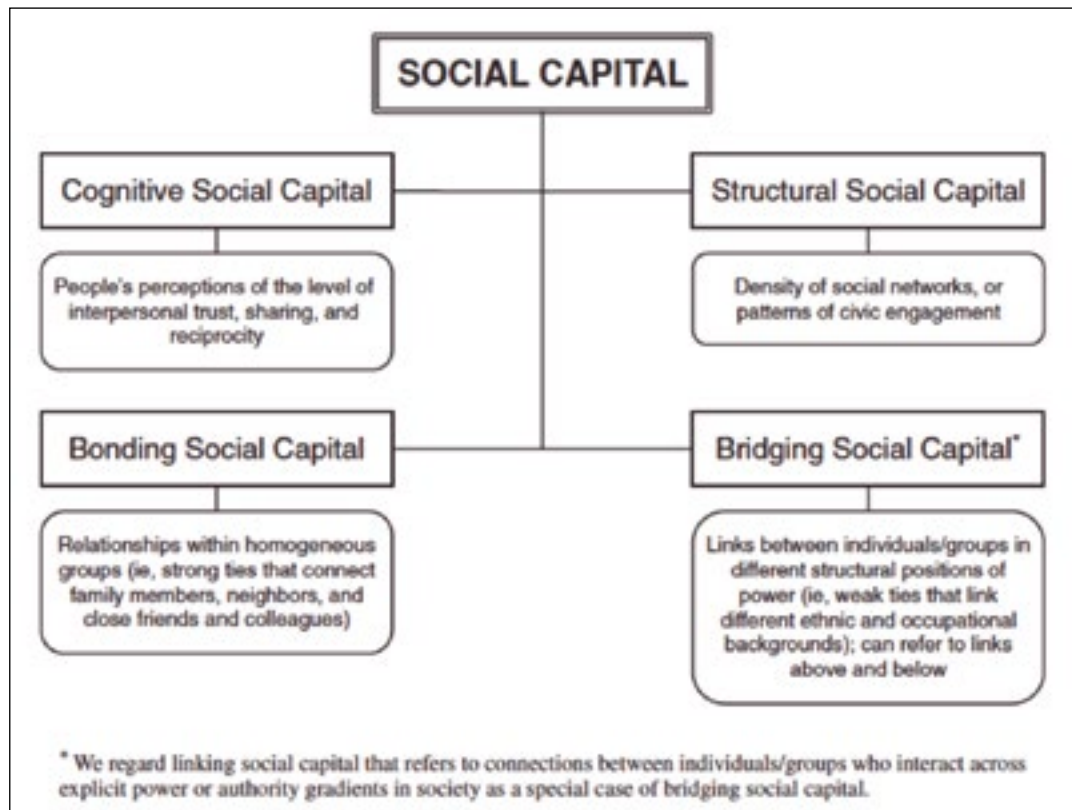 SOCIAL CAPITAL
Cognitive Social Capital
People's perceptions of the level of
interpersonal trust, sharing, and
reciprocity
Structural Social Capital
Density of social networks, or
patterns of civic engagement
Bonding Social Capital
Relationships within homogeneous
groups (ie, strong ties that connect
family members, neighbors, and
close friends and colleagues)
Bridging Social Capital*
Links between individuals/groups in
different structural positions of
power (ie, weak ties that link
different ethnic and occupational
backgrounds); can refer to links
above and below
* We regard linking social capital that refers to connections between individuals/groups who interact across
explicit power or authority gradients in society as a special case of bridging social capital.